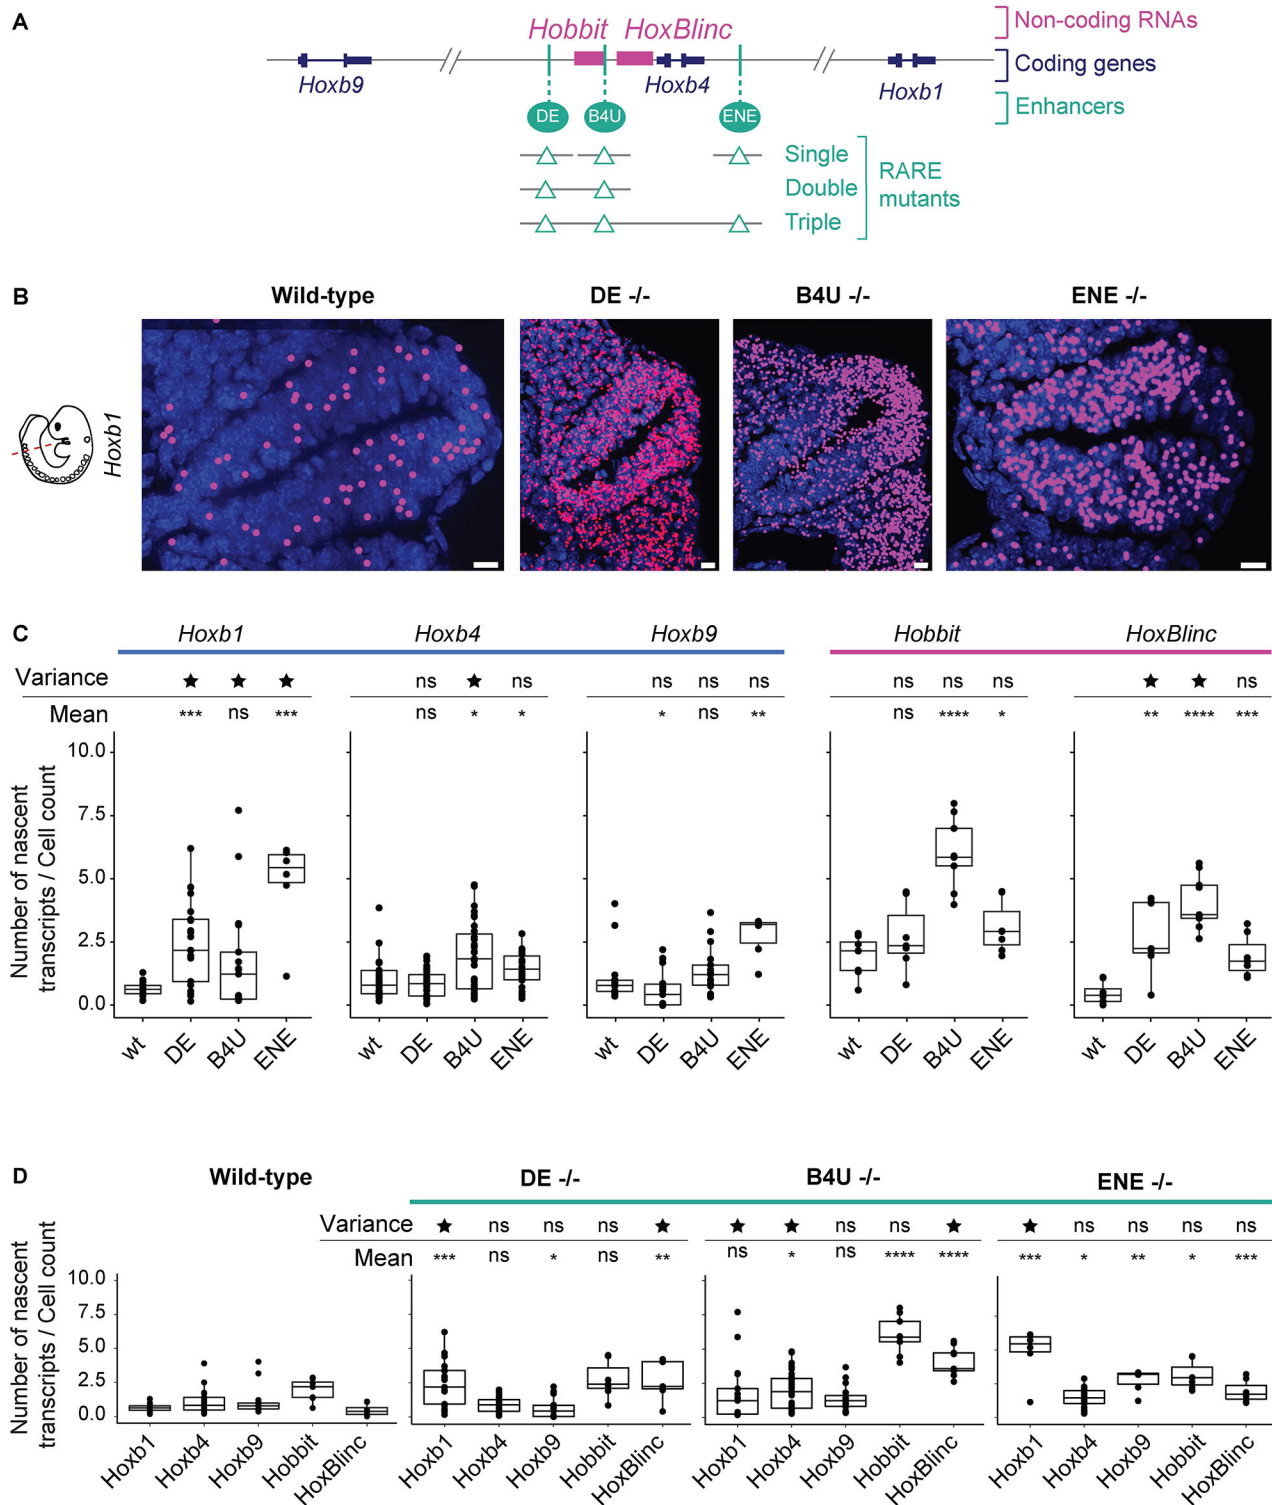 A
Hobbit HoxBlinc
Non-coding RNAs
Hoxb9 Hoxb4 Hoxb1
Coding genes
DE B4U ENE
Enhancers
Single
Double
Triple
RARE
mutants
B
Wild-type DE -/- B4U -/- ENE -/-
Hoxb1
C
Hoxb1 Hoxb4 Hoxb9 Hobbit HoxBlinc
Variance ★ ★ ★ ns ★ ns ns ns ns ns ns ns ★ ★ ns
Mean *** ns *** ns * * * ns ** ns **** * ** **** ***
Number of nascent
transcripts / Cell count
10.0
7.5
5.0
2.5
0.0
wt DE B4U ENE wt DE B4U ENE wt DE B4U ENE wt DE B4U ENE wt DE B4U ENE
D
Wild-type DE -/- B4U -/- ENE -/-
Variance ★ ns ns ns ★ ★ ★ ns ns ★ ★ ns ns ns ns
Mean *** ns * ns ** ns * ns **** **** *** * ** * ***
Number of nascent
transcripts / Cell count
10.0
7.5
5.0
2.5
0.0
Hoxb1 Hoxb4 Hoxb9 Hobbit HoxBlinc Hoxb1 Hoxb4 Hoxb9 Hobbit HoxBlinc Hoxb1 Hoxb4 Hoxb9 Hobbit HoxBlinc Hoxb1 Hoxb4 Hoxb9 Hobbit HoxBlinc